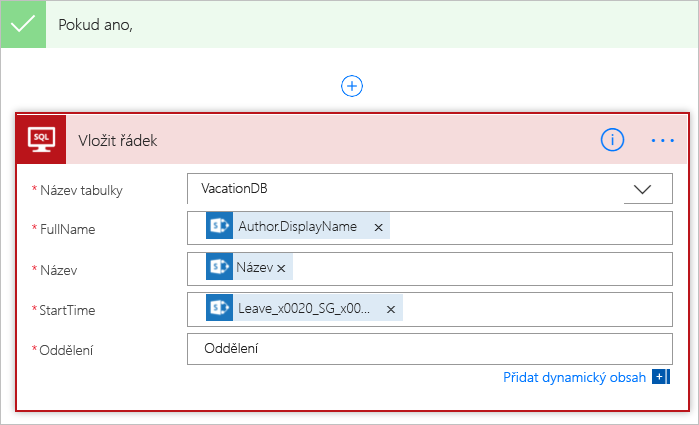 Pokud ano,
SQL
Vložit řádek
* Název tabulky
VacationDB
* FullName
Author.DisplayName
* Název
Název
* StartTime
Leave_x0020_SG_x00...
* Oddělení
Oddělení
Přidat dynamický obsah